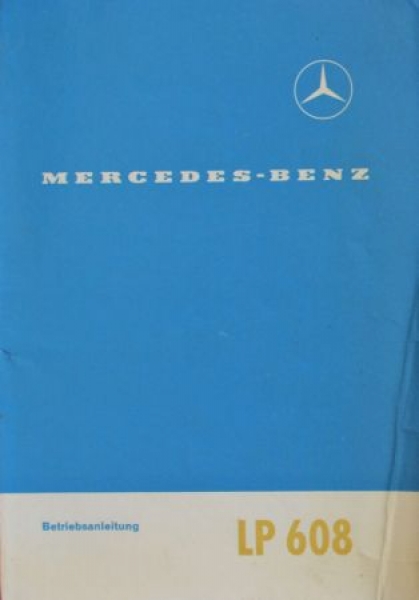 MERCEDES-BENZ
Betriebsanleitung
LP 608